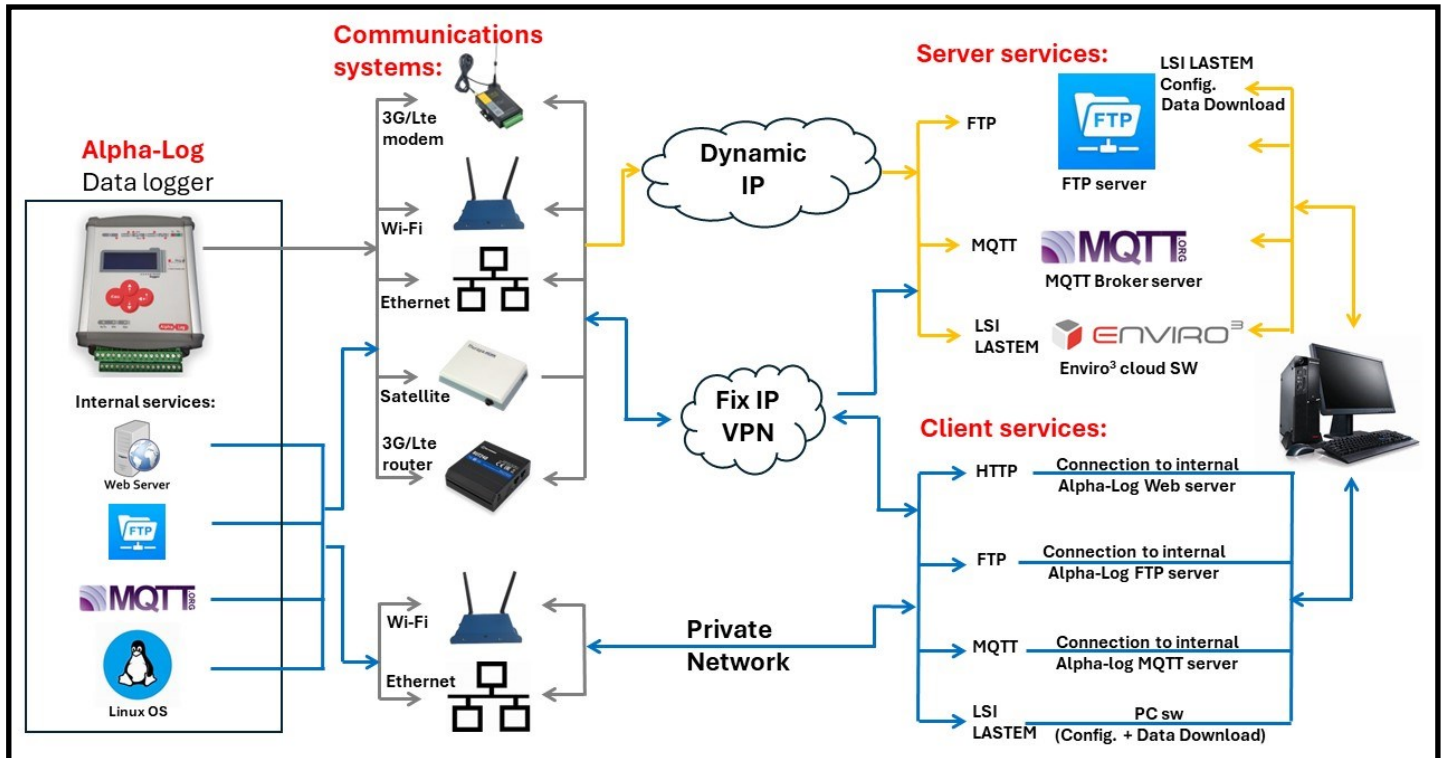 Communications
systems:
3G/Lte
modem
Wi-Fi
Ethernet
Satellite
3G/Lte
router
Alpha-Log
Data logger
Internal services:
Web Server
FTP
MQTT.ORG
Linux OS
Wi-Fi
Ethernet
Dynamic
IP
Fix IP
VPN
Private
Network
Server services:
LSI LASTEM
Config.
Data Download
FTP
FTP
FTP server
MQTT
MQTT.ORG
MQTT Broker server
LSI
LASTEM
ENVIRO3
Enviro³ cloud SW
Client services:
HTTP
Connection to internal
Alpha-Log Web server
FTP
Connection to internal
Alpha-Log FTP server
MQTT
Connection to internal
Alpha-log MQTT server
LSI
LASTEM
PC sw
(Config. + Data Download)